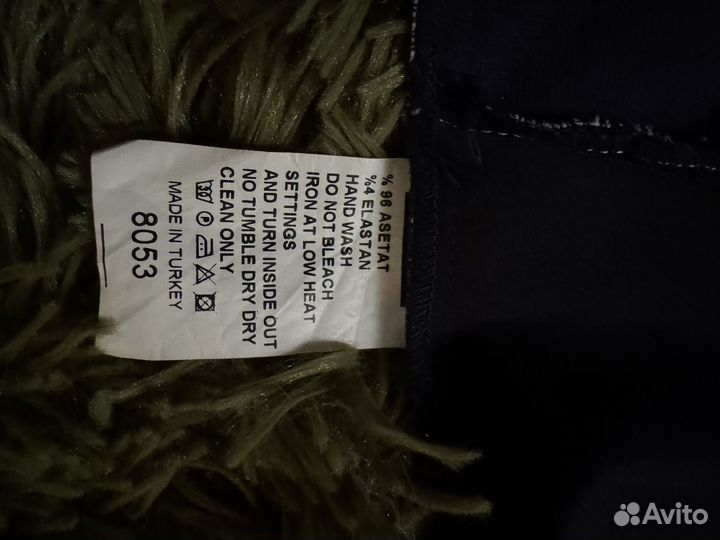 % 96 ASETAT
%4 ELASTAN
HAND WASH
DO NOT BLEACH
IRON AT LOW HEAT
SETTINGS
AND TURN INSIDE OUT
NO TUMBLE DRY DRY
CLEAN ONLY
30
MADE IN TURKEY
8053
Avito